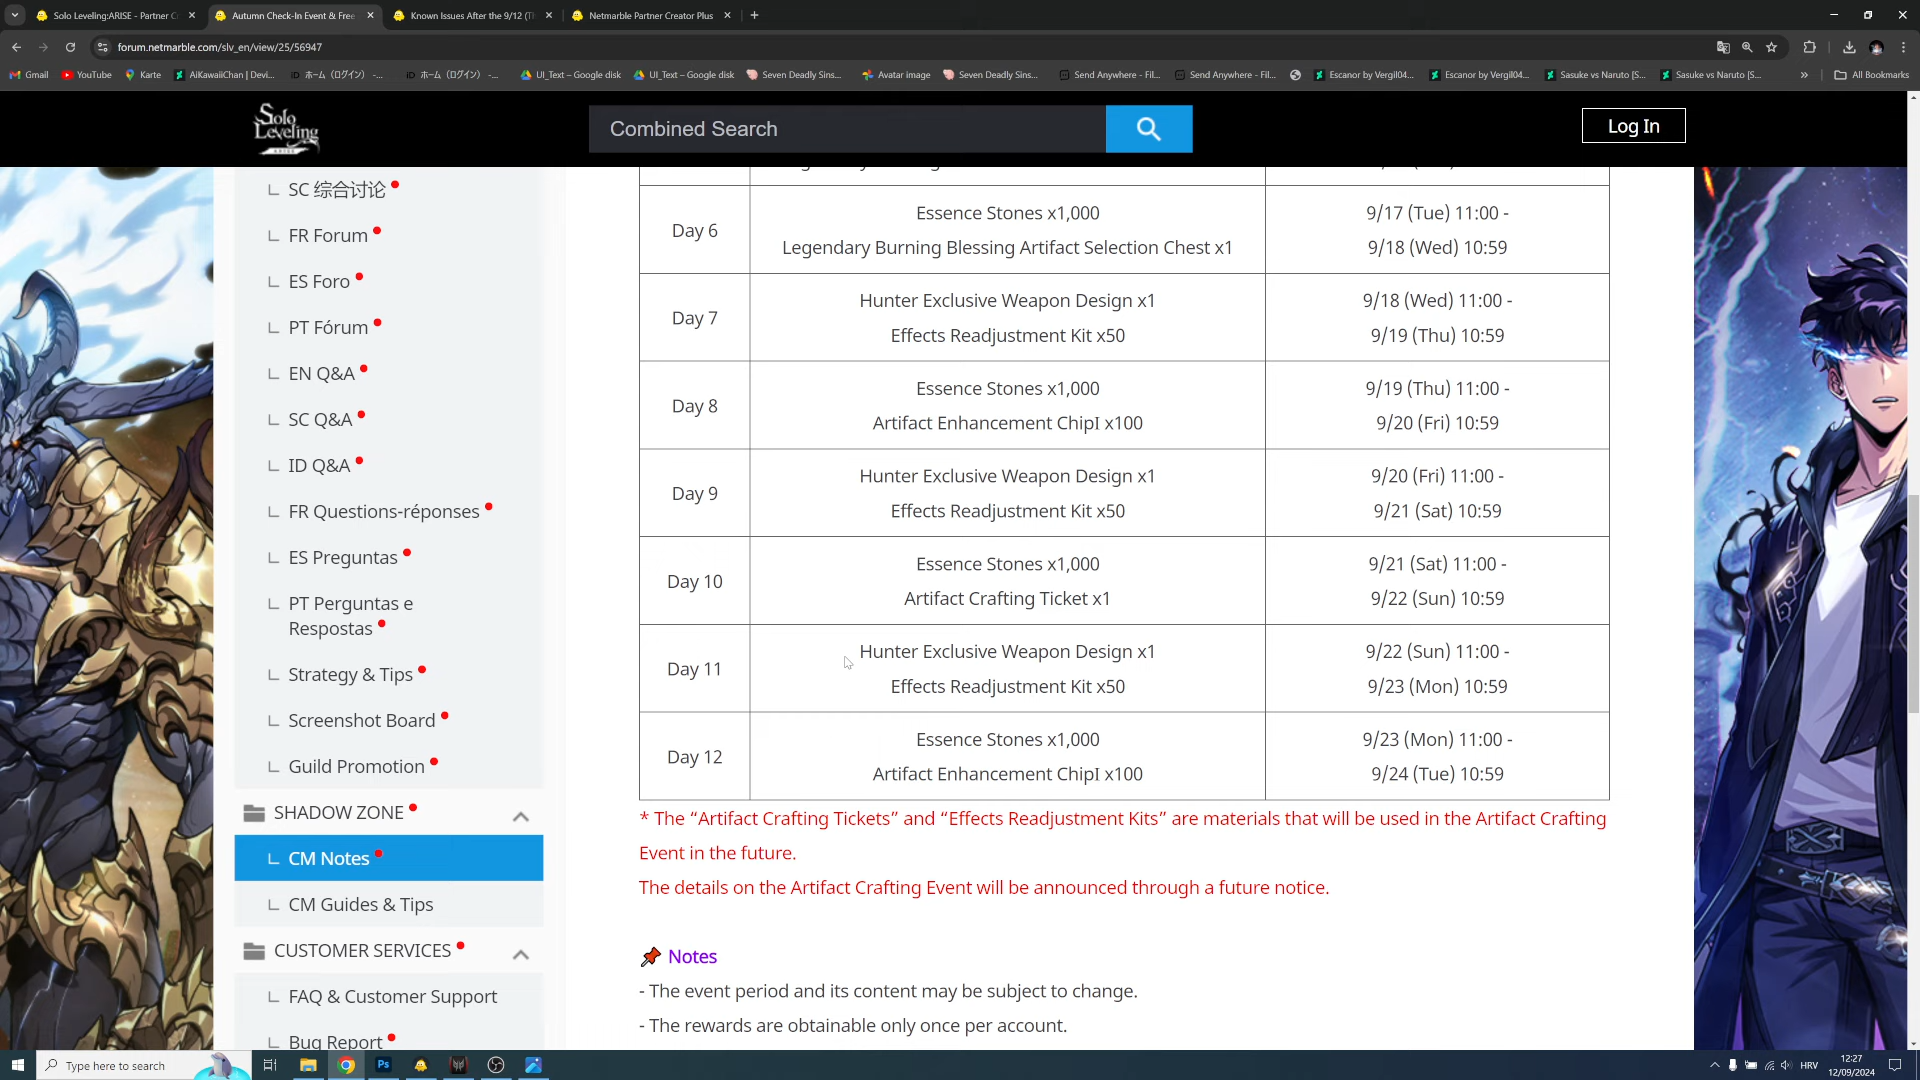 Solo Leveling:ARISE - Partner C
Autumn Check-In Event & Free
Known Issues After the 9/12 (T
Netmarble Partner Creator Plus
forum.netmarble.com/slv_en/view/25/56947
Gmail
YouTube
Karte
AiKawaiiChan | Devi...
ホーム（ログイン） -...
ホーム（ログイン） -...
UI_Text – Google disk
UI_Text – Google disk
Seven Deadly Sins...
Avatar image
Seven Deadly Sins...
Send Anywhere - Fil...
Send Anywhere - Fil...
Escanor by Vergil04...
Escanor by Vergil04...
Sasuke vs Naruto [S...
Sasuke vs Naruto [S...
All Bookmarks
Solo
Leveling
ARISE
Combined Search
Log In
SC 综合讨论
FR Forum
ES Foro
PT Fórum
EN Q&A
SC Q&A
ID Q&A
FR Questions-réponses
ES Preguntas
PT Perguntas e
Respostas
Strategy & Tips
Screenshot Board
Guild Promotion
SHADOW ZONE
CM Notes
CM Guides & Tips
CUSTOMER SERVICES
FAQ & Customer Support
Bug Report
Day 6
Essence Stones x1,000
Legendary Burning Blessing Artifact Selection Chest x1
9/17 (Tue) 11:00 -
9/18 (Wed) 10:59
Day 7
Hunter Exclusive Weapon Design x1
Effects Readjustment Kit x50
9/18 (Wed) 11:00 -
9/19 (Thu) 10:59
Day 8
Essence Stones x1,000
Artifact Enhancement ChipI x100
9/19 (Thu) 11:00 -
9/20 (Fri) 10:59
Day 9
Hunter Exclusive Weapon Design x1
Effects Readjustment Kit x50
9/20 (Fri) 11:00 -
9/21 (Sat) 10:59
Day 10
Essence Stones x1,000
Artifact Crafting Ticket x1
9/21 (Sat) 11:00 -
9/22 (Sun) 10:59
Day 11
Hunter Exclusive Weapon Design x1
Effects Readjustment Kit x50
9/22 (Sun) 11:00 -
9/23 (Mon) 10:59
Day 12
Essence Stones x1,000
Artifact Enhancement ChipI x100
9/23 (Mon) 11:00 -
9/24 (Tue) 10:59
* The “Artifact Crafting Tickets” and “Effects Readjustment Kits” are materials that will be used in the Artifact Crafting
Event in the future.
The details on the Artifact Crafting Event will be announced through a future notice.
Notes
- The event period and its content may be subject to change.
- The rewards are obtainable only once per account.
Type here to search
Ps
HRV
12:27
12/09/2024